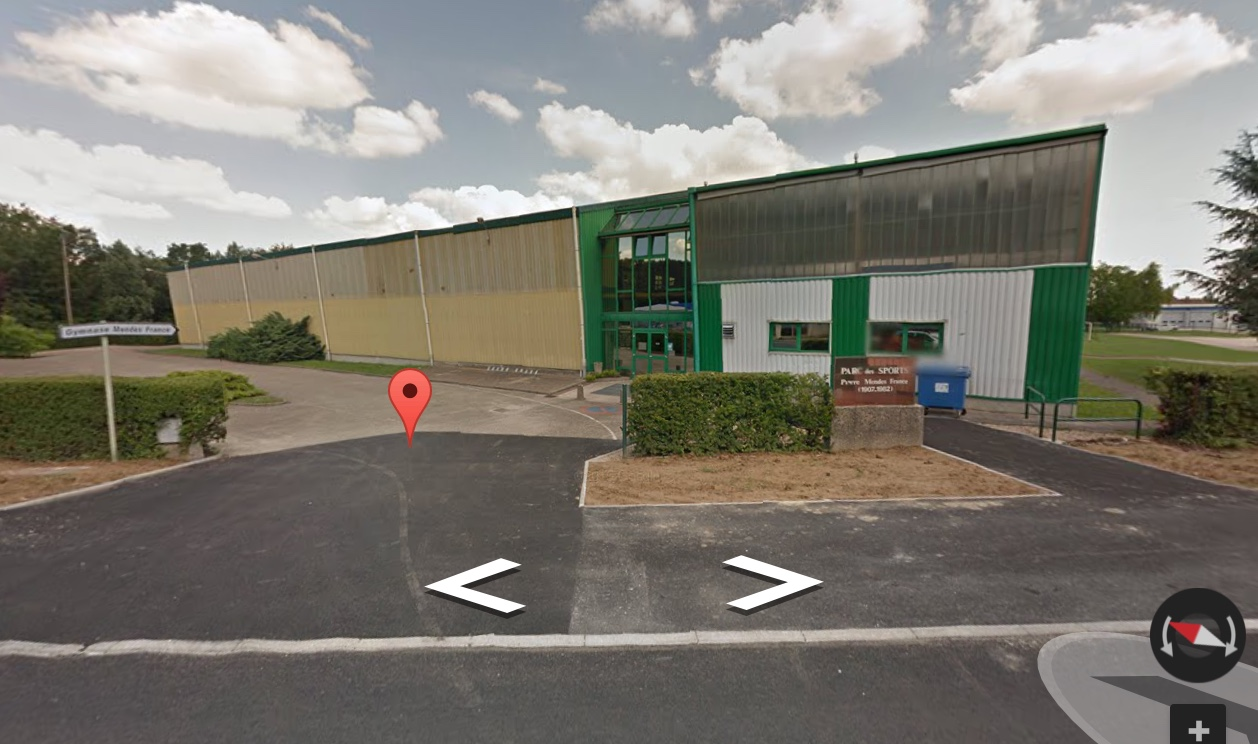 Gymnase Mendes France
PARC des SPORTS
Pierre Mendes France
(1907.1982)